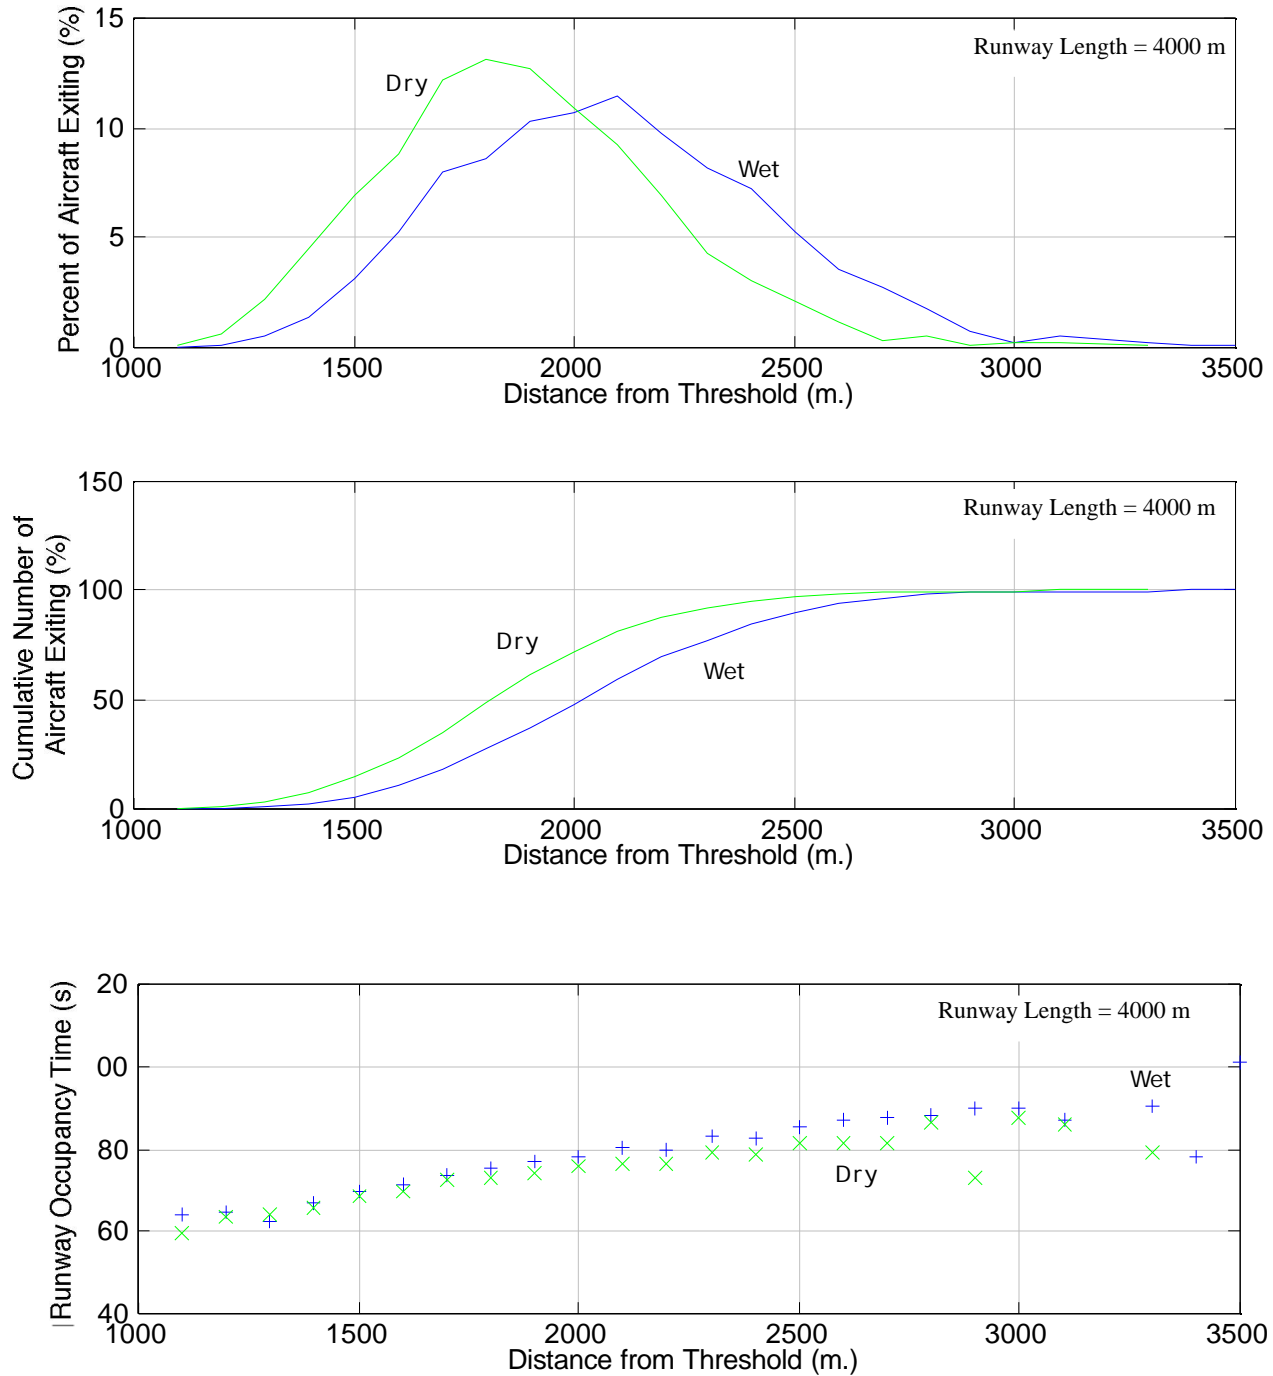 Percent of Aircraft Exiting (%)
15
10
5
0
Runway Length = 4000 m
Dry
Wet
1000 1500 2000 2500 3000 3500
Distance from Threshold (m.)
Cumulative Number of
Aircraft Exiting (%)
150
100
50
0
Runway Length = 4000 m
Dry
Wet
1000 1500 2000 2500 3000 3500
Distance from Threshold (m.)
Runway Occupancy Time (s)
20
00
80
60
40
Runway Length = 4000 m
Wet
Dry
1000 1500 2000 2500 3000 3500
Distance from Threshold (m.)